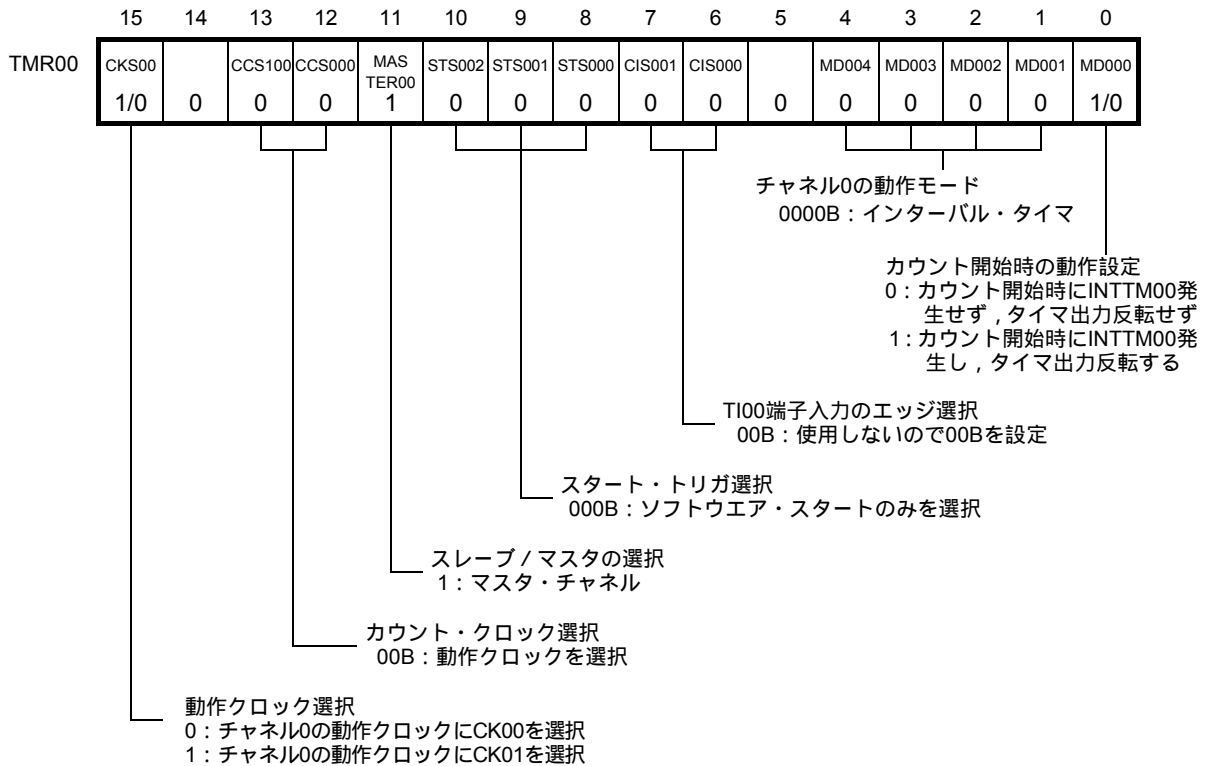 15 14 13 12 11 10 9 8 7 6 5 4 3 2 1 0
TMR00 CKS00 CCS100 CCS000 MAS TER00 STS002 STS001 STS000 CIS001 CIS000 MD004 MD003 MD002 MD001 MD000
1/0 0 0 0 1 0 0 0 0 0 0 0 0 0 0 1/0
チャネル0の動作モード
0000B：インターバル・タイマ
カウント開始時の動作設定
0：カウント開始時にINTTM00発
生せず，タイマ出力反転せず
1：カウント開始時にINTTM00発
生し，タイマ出力反転する
TI00端子入力のエッジ選択
00B：使用しないので00Bを設定
スタート・トリガ選択
000B：ソフトウエア・スタートのみを選択
スレーブ／マスタの選択
1：マスタ・チャネル
カウント・クロック選択
00B：動作クロックを選択
動作クロック選択
0：チャネル0の動作クロックにCK00を選択
1：チャネル0の動作クロックにCK01を選択